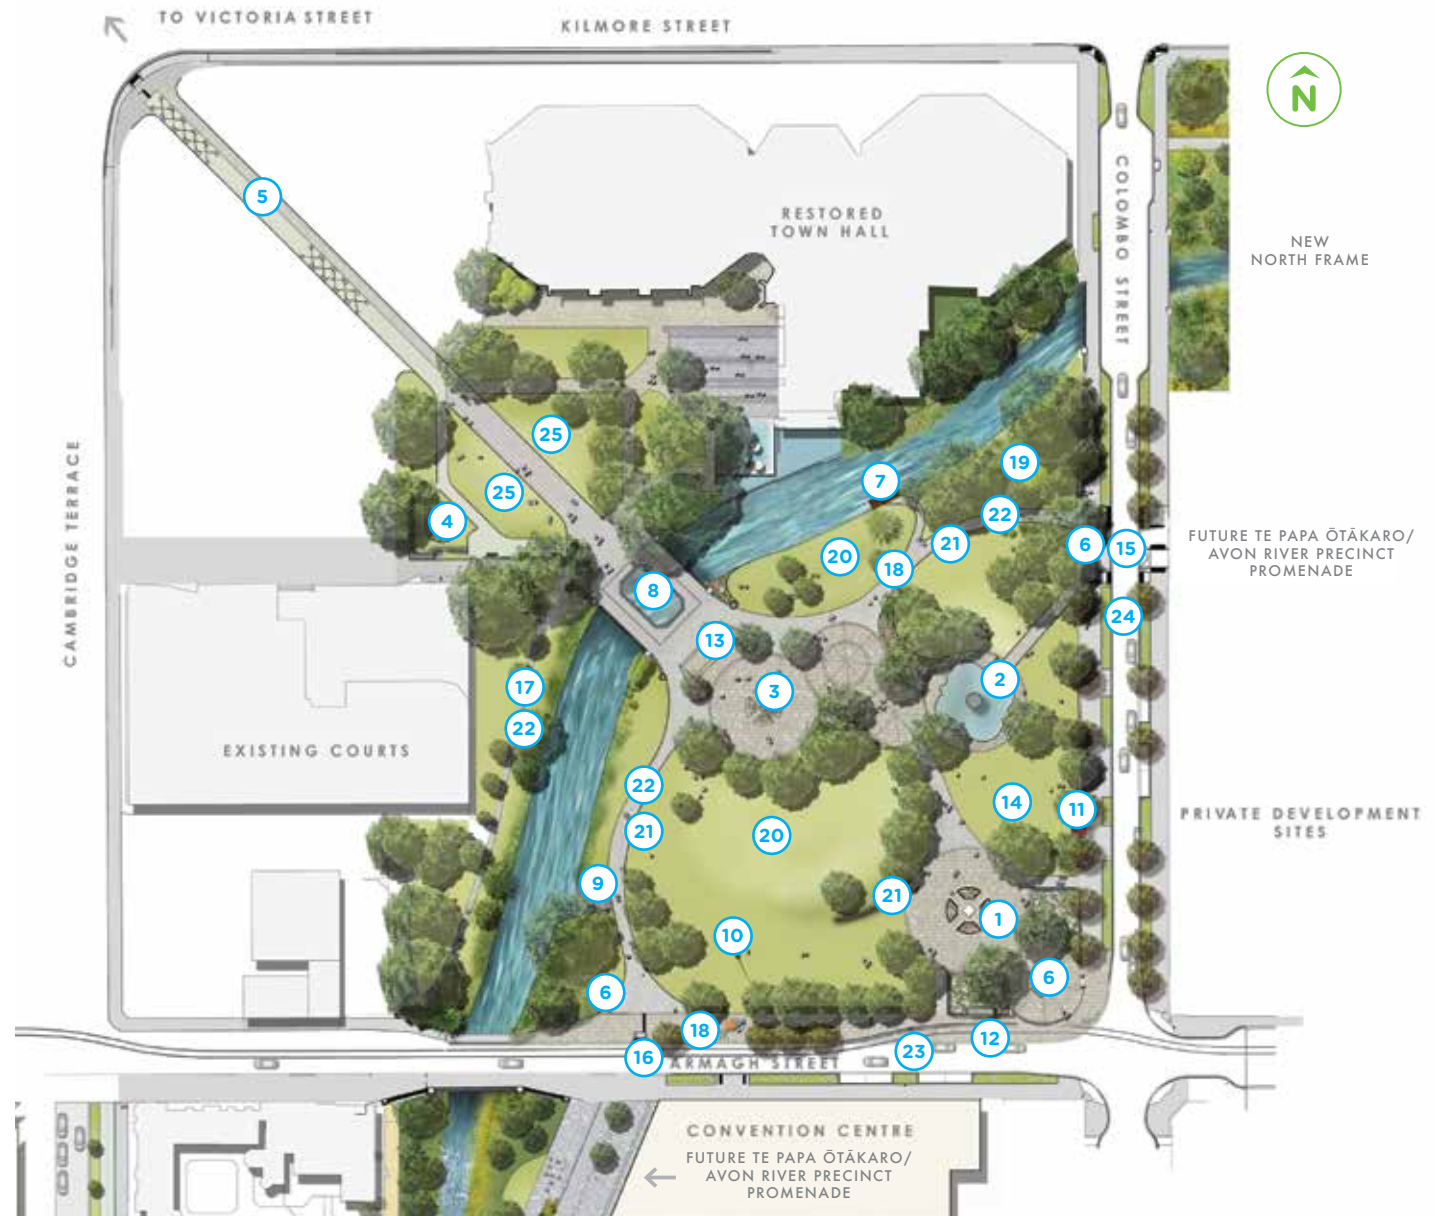 TO VICTORIA STREET
KILMORE STREET
N
5
COLOMBO STREET
RESTORED
TOWN HALL
NEW
NORTH FRAME
CAMBRIDGE TERRACE
25
25
4
7
19
22
21
6
15
20
18
FUTURE TE PAPA ŌTĀKARO/
AVON RIVER PRECINCT
PROMENADE
8
24
13
3
2
17
22
EXISTING COURTS
22
21
20
14
11
PRIVATE DEVELOPMENT
SITES
9
21
10
1
6
6
18
16
23
12
ARMAGH STREET
CONVENTION CENTRE
FUTURE TE PAPA ŌTĀKARO/
AVON RIVER PRECINCT
PROMENADE